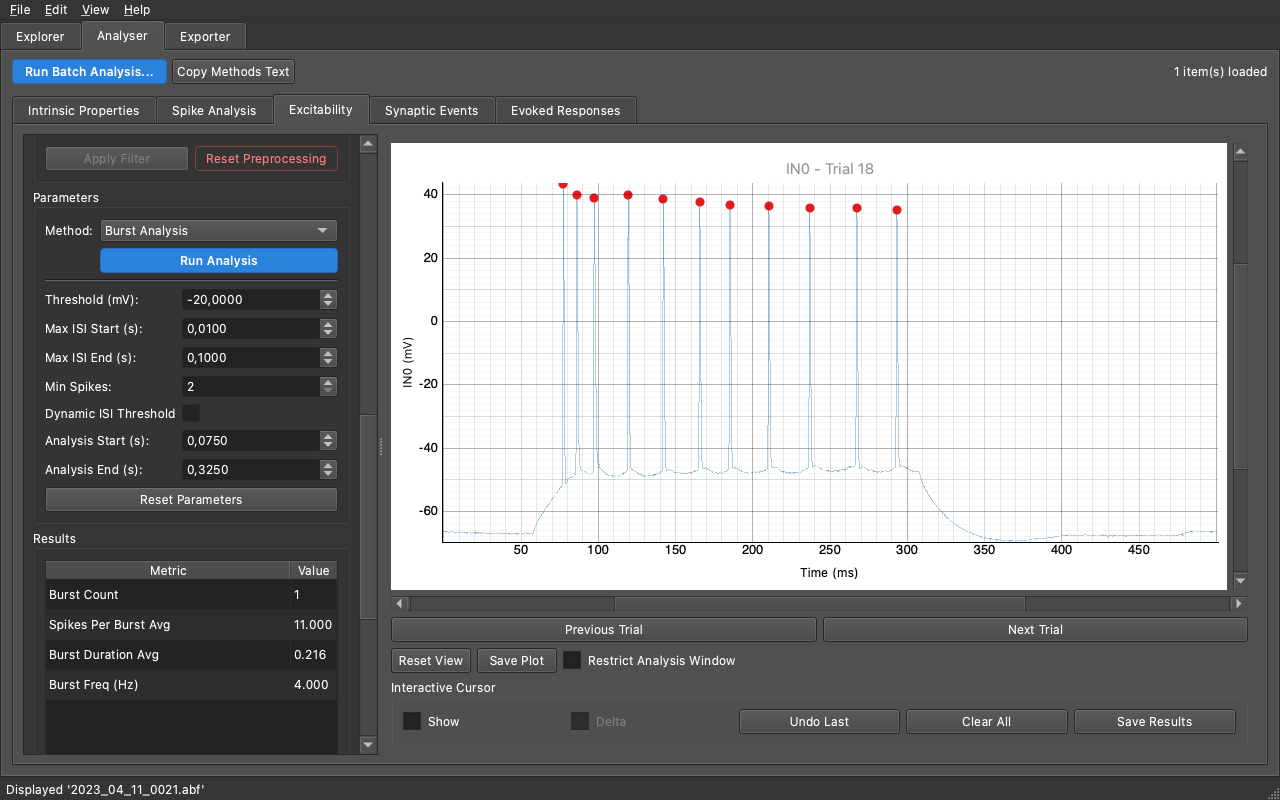 File Edit View Help
Explorer Analyser Exporter
Run Batch Analysis... Copy Methods Text 1 item(s) loaded
Intrinsic Properties Spike Analysis Excitability Synaptic Events Evoked Responses
Apply Filter Reset Preprocessing
Parameters
Method: Burst Analysis
Run Analysis
Threshold (mV): -20,0000
Max ISI Start (s): 0,0100
Max ISI End (s): 0,1000
Min Spikes: 2
Dynamic ISI Threshold
Analysis Start (s): 0,0750
Analysis End (s): 0,3250
Reset Parameters
Results
Metric Value
Burst Count 1
Spikes Per Burst Avg 11.000
Burst Duration Avg 0.216
Burst Freq (Hz) 4.000
IN0 - Trial 18
40
20
0
-20
-40
-60
IN0 (mV)
50 100 150 200 250 300 350 400 450
Time (ms)
Previous Trial Next Trial
Reset View Save Plot Restrict Analysis Window
Interactive Cursor
Show Delta Undo Last Clear All Save Results
Displayed '2023_04_11_0021.abf'